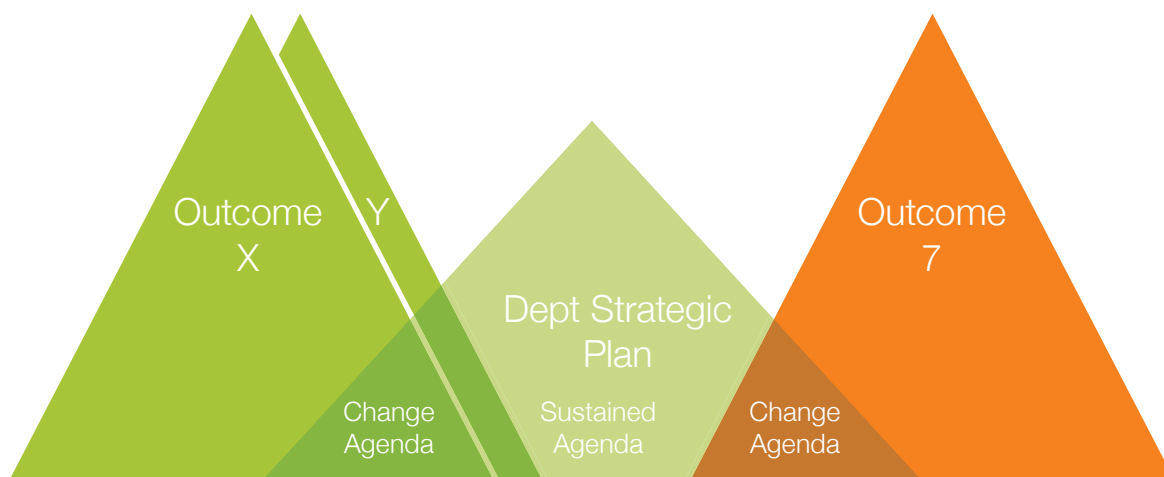 Outcome
X
Y
Dept Strategic
Plan
Outcome
7
Change
Agenda
Sustained
Agenda
Change
Agenda